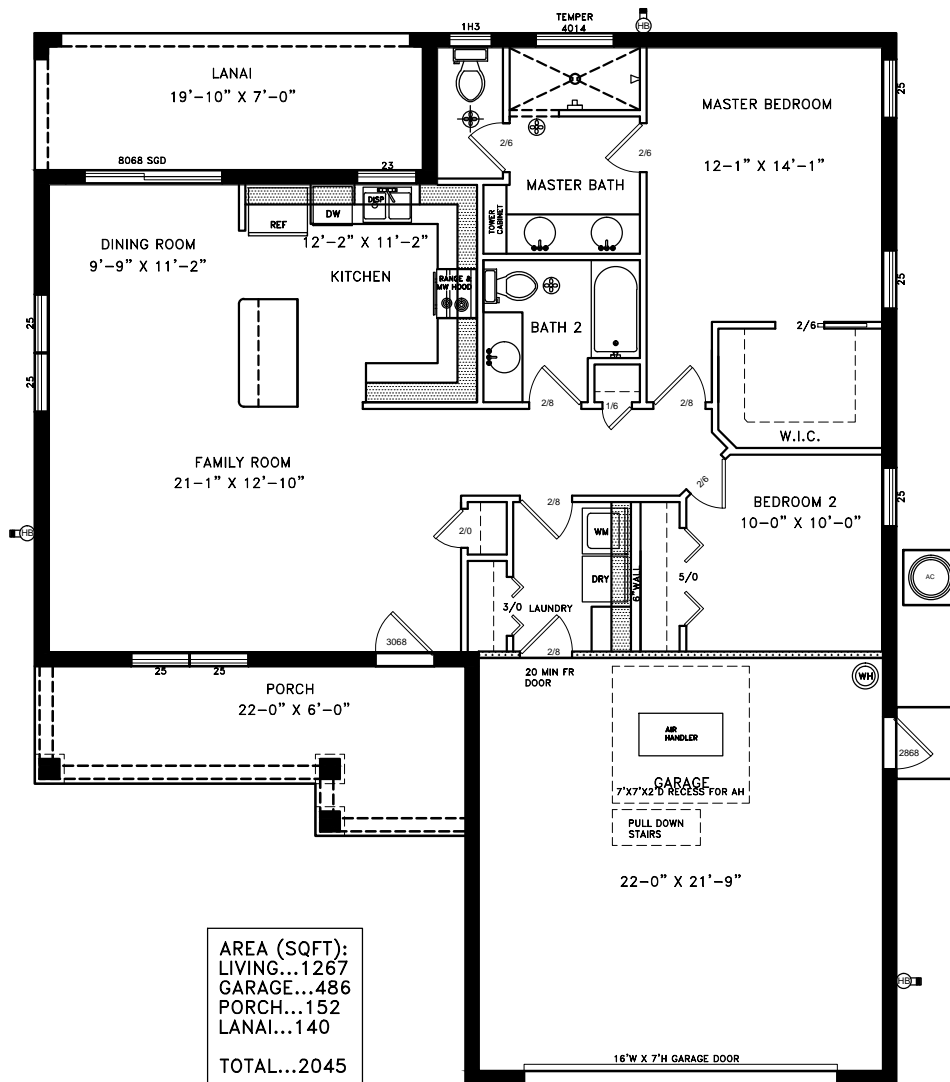 TEMPER
4014
1H3
HB
LANAI
19'-10" X 7'-0"
25
MASTER BEDROOM
12-1" X 14'-1"
2/6
2/6
8068 SGD
23
MASTER BATH
TOWER
CABINET
DISP
REF
DW
12'-2" X 11'-2"
KITCHEN
DINING ROOM
9'-9" X 11'-2"
RANGE &
MW HOOD
25
BATH 2
25
25
2/6
2/8
1/6
2/8
W.I.C.
FAMILY ROOM
21-1" X 12'-10"
2/6
BEDROOM 2
10-0" X 10'-0"
25
2/8
HB
2/0
WM
DRY
6"WALL
5/0
AC
3/0
LAUNDRY
3068
2/8
25
25
20 MIN FR
DOOR
WH
PORCH
22-0" X 6'-0"
AIR
HANDLER
2868
GARAGE
7'X7'X2'D RECESS FOR AH
PULL DOWN
STAIRS
22-0" X 21'-9"
AREA (SQFT):
LIVING...1267
GARAGE...486
PORCH...152
LANAI...140
TOTAL...2045
HB
16'W X 7'H GARAGE DOOR